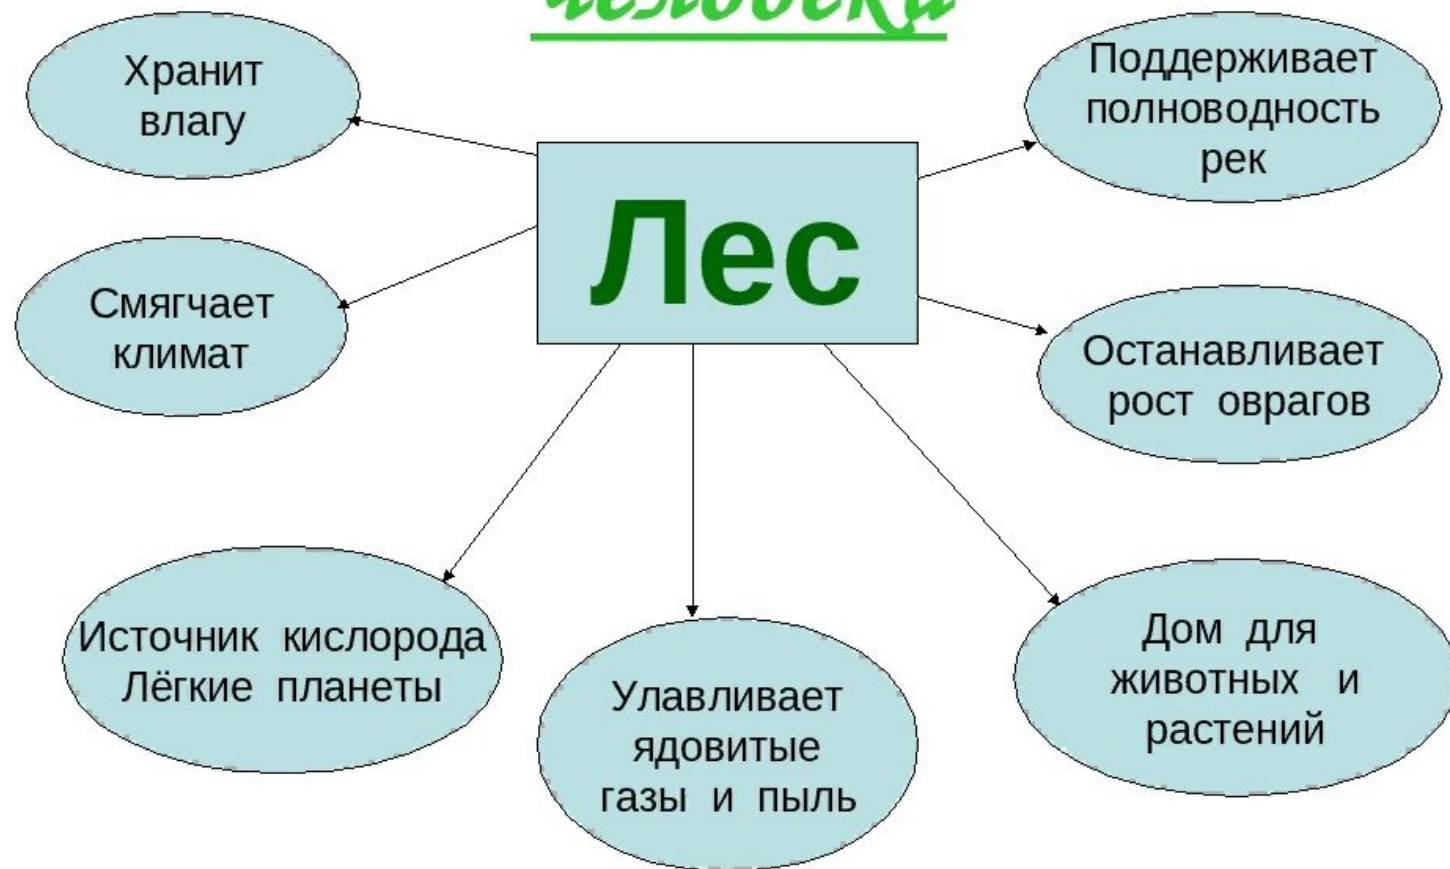 человека
Хранит
влагу
Поддерживает
полноводность
рек
Лес
Смягчает
климат
Останавливает
рост оврагов
Источник кислорода
Лёгкие планеты
Улавливает
ядовитые
газы и пыль
Дом для
животных и
растений